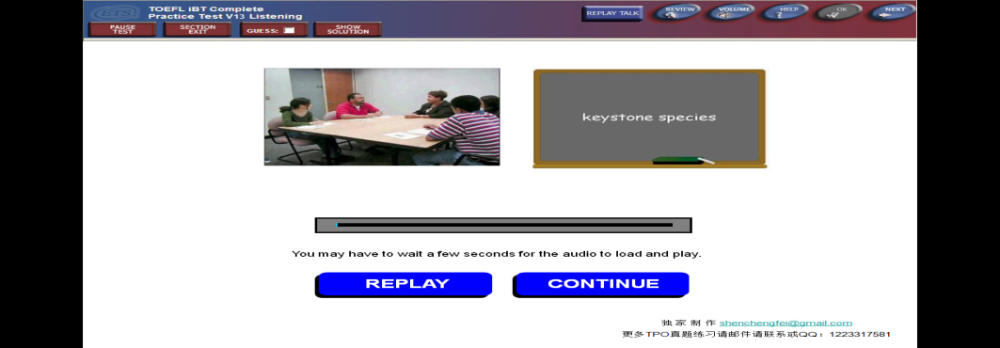 ETS
TOEFL iBT Complete
Practice Test V13 Listening
REPLAY TALK
REVIEW
VOLUME
HELP
OK
NEXT
PAUSE
TEST
SECTION
EXIT
GUESS:
SHOW
SOLUTION
keystone species
You may have to wait a few seconds for the audio to load and play.
REPLAY
CONTINUE
独 家 制 作 shenchengfei@gmail.com
更多TPO真题练习请邮件请联系或QQ：1223317581